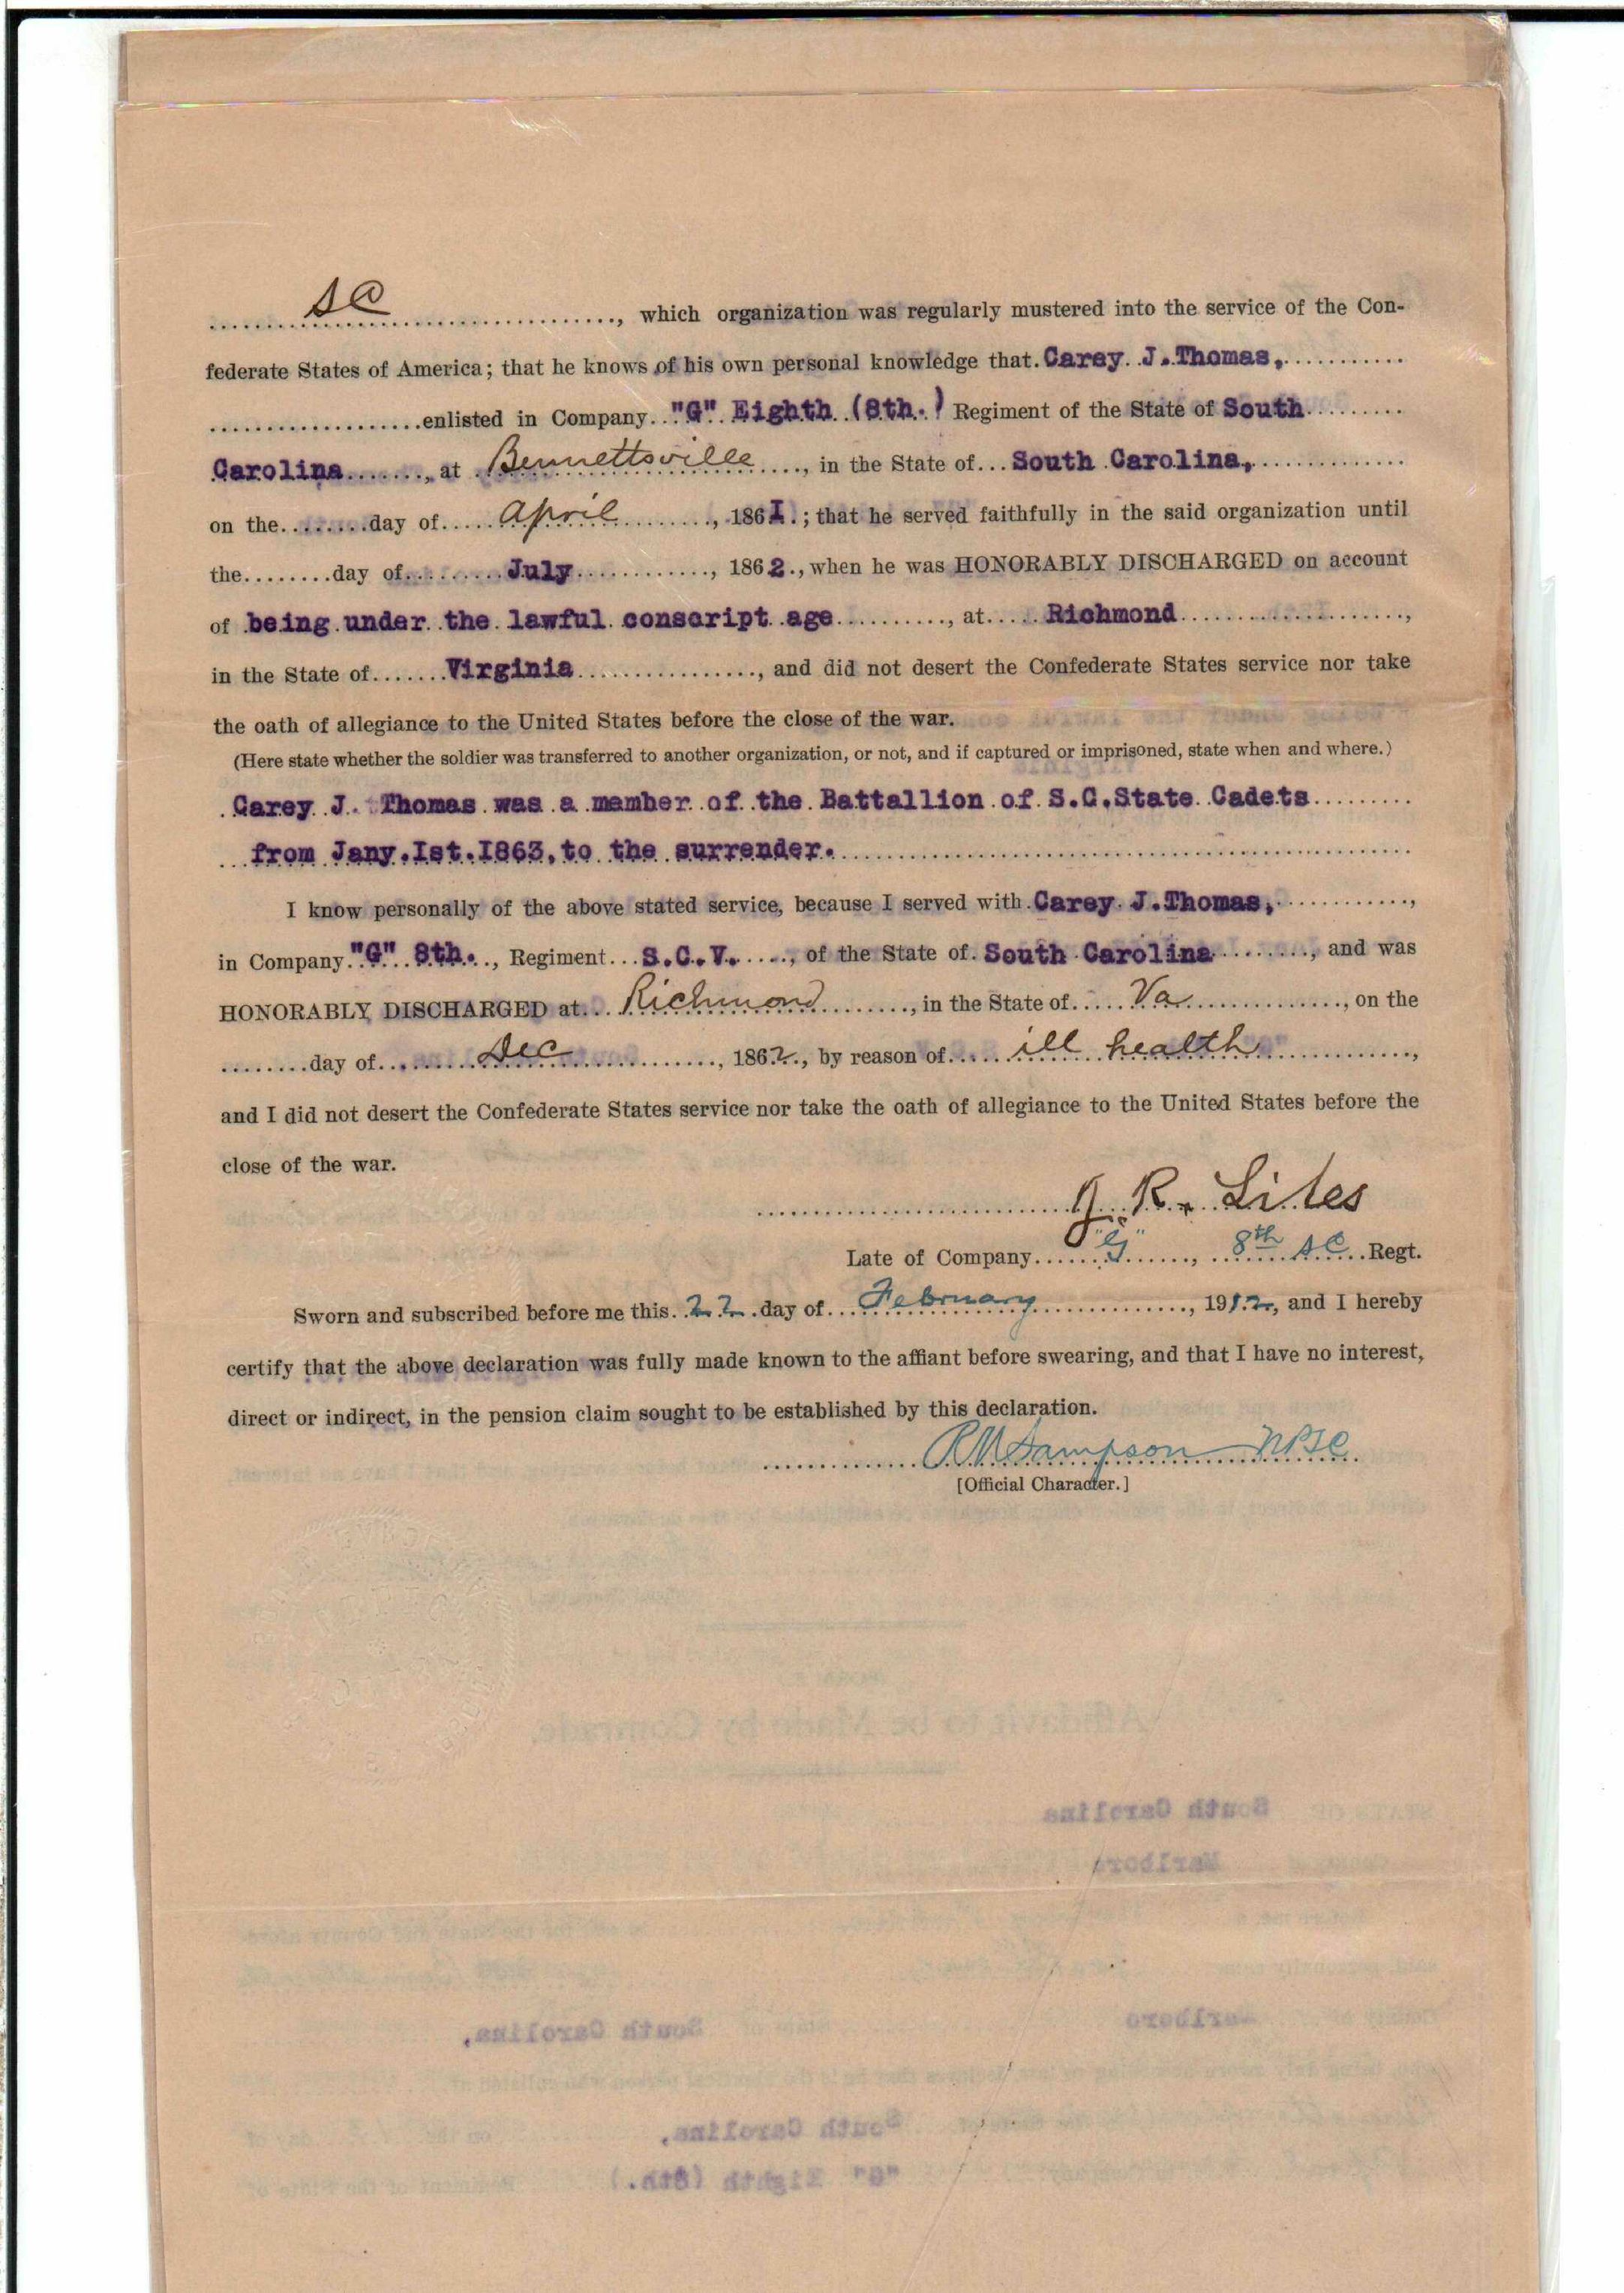 SC, which organization was regularly mustered into the service of the Con-
federate States of America; that he knows of his own personal knowledge that Carey J. Thomas,
enlisted in Company "G" Eighth (8th.) Regiment of the State of South
Carolina, at Bennettsville, in the State of South Carolina,
on the day of April, 186I.; that he served faithfully in the said organization until
the day of July, 1862., when he was HONORABLY DISCHARGED on account
of being under the lawful conscript age, at Richmond,
in the State of Virginia, and did not desert the Confederate States service nor take
the oath of allegiance to the United States before the close of the war.
(Here state whether the soldier was transferred to another organization, or not, and if captured or imprisoned, state when and where.)
Carey J. Thomas was a member of the Battallion of S.C.State Cadets
from Jany.Ist.I863,to the surrender.
I know personally of the above stated service, because I served with Carey J.Thomas,
in Company "G" 8th., Regiment S.C.V., of the State of South Carolina, and was
HONORABLY DISCHARGED at Richmond, in the State of Va, on the
day of Dec, 1862., by reason of ill health,
and I did not desert the Confederate States service nor take the oath of allegiance to the United States before the
close of the war.
J. R. Liles
Late of Company "G", 8th SC Regt.
Sworn and subscribed before me this 22 day of February, 1912, and I hereby
certify that the above declaration was fully made known to the affiant before swearing, and that I have no interest,
direct or indirect, in the pension claim sought to be established by this declaration.
RM Sampson NPSC
[Official Character.]